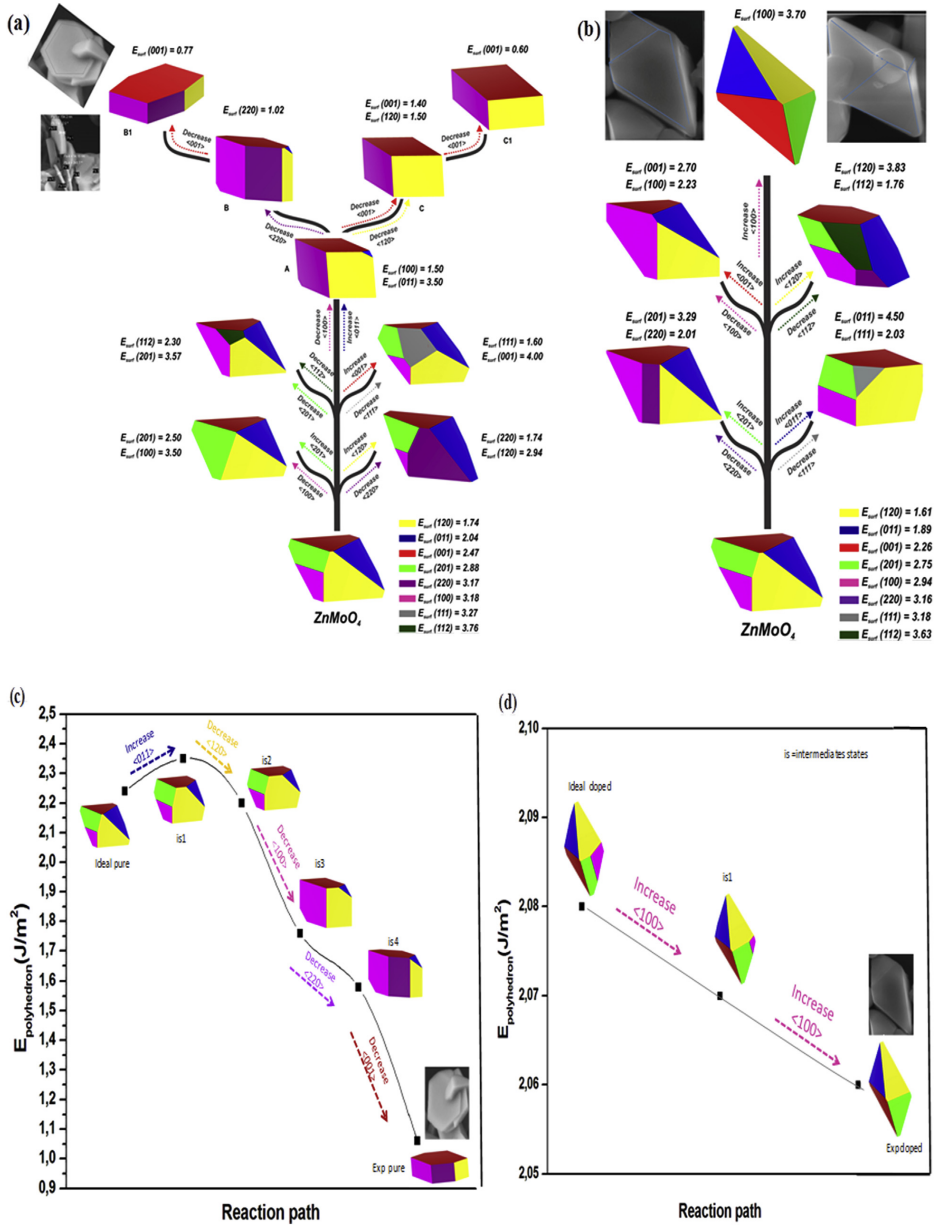 (a)
E_surf (001) = 0.77
B1
Decrease
<001>
E_surf (220) = 1.02
B
Decrease
<220>
E_surf (001) = 1.40
E_surf (120) = 1.50
C
Decrease
<001>
Decrease
<120>
E_surf (001) = 0.60
C1
Decrease
<001>
A
E_surf (100) = 1.50
E_surf (011) = 3.50
Decrease
<100>
Increase
<011>
E_surf (112) = 2.30
E_surf (201) = 3.57
Decrease
<112>
Decrease
<201>
E_surf (111) = 1.60
E_surf (001) = 4.00
Increase
<001>
Decrease
<111>
E_surf (201) = 2.50
E_surf (100) = 3.50
Increase
<201>
Decrease
<100>
E_surf (220) = 1.74
E_surf (120) = 2.94
Increase
<120>
Decrease
<220>
ZnMoO4
E_surf (120) = 1.74
E_surf (011) = 2.04
E_surf (001) = 2.47
E_surf (201) = 2.88
E_surf (220) = 3.17
E_surf (100) = 3.18
E_surf (111) = 3.27
E_surf (112) = 3.76
(b)
E_surf (100) = 3.70
Increase
<100>
E_surf (001) = 2.70
E_surf (100) = 2.23
Increase
<001>
Decrease
<100>
E_surf (120) = 3.83
E_surf (112) = 1.76
Increase
<120>
Decrease
<112>
E_surf (201) = 3.29
E_surf (220) = 2.01
Increase
<201>
Decrease
<220>
E_surf (011) = 4.50
E_surf (111) = 2.03
Increase
<011>
Decrease
<111>
ZnMoO4
E_surf (120) = 1.61
E_surf (011) = 1.89
E_surf (001) = 2.26
E_surf (201) = 2.75
E_surf (100) = 2.94
E_surf (220) = 3.16
E_surf (111) = 3.18
E_surf (112) = 3.63
(c)
2,5
2,4
2,3
2,2
2,1
2,0
1,9
1,8
1,7
1,6
1,5
1,4
1,3
1,2
1,1
1,0
0,9
E_polyhedron(J/m²)
Increase
<011>
Decrease
<120>
Ideal pure
is1
is2
Decrease
<100>
is3
Decrease
<220>
is4
Decrease
<001>
Exp pure
Reaction path
(d)
2,10
2,09
2,08
2,07
2,06
2,05
E_polyhedron(J/m²)
is =intermediates states
Ideal doped
Increase
<100>
is1
Increase
<100>
Exp doped
Reaction path